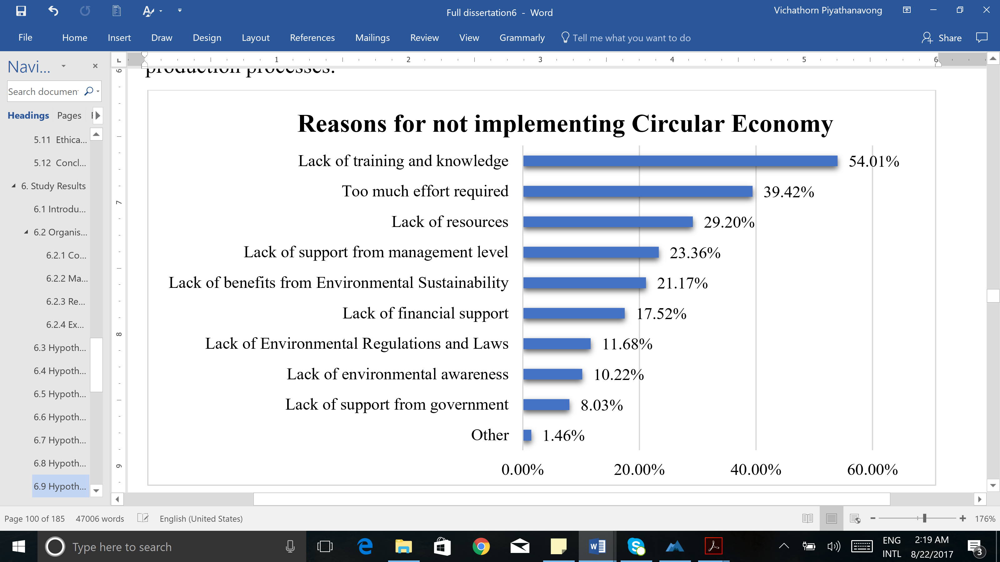 Full dissertation6 - Word
Vichathorn Piyathanavong
File Home Insert Draw Design Layout References Mailings Review View Grammarly Tell me what you want to do Share
Navi...
Search documen
Headings Pages
5.11 Ethica...
5.12 Concl...
6. Study Results
6.1 Introdu...
6.2 Organis...
6.2.1 Co...
6.2.2 Ma...
6.2.3 Re...
6.2.4 Ex...
6.3 Hypoth...
6.4 Hypoth...
6.5 Hypoth...
6.6 Hypoth...
6.7 Hypoth...
6.8 Hypoth...
6.9 Hypoth...
L 1 2 3 4 5 6
6
7
8
9
production processes.
Reasons for not implementing Circular Economy
Lack of training and knowledge 54.01%
Too much effort required 39.42%
Lack of resources 29.20%
Lack of support from management level 23.36%
Lack of benefits from Environmental Sustainability 21.17%
Lack of financial support 17.52%
Lack of Environmental Regulations and Laws 11.68%
Lack of environmental awareness 10.22%
Lack of support from government 8.03%
Other 1.46%
0.00% 20.00% 40.00% 60.00%
Page 100 of 185 47006 words English (United States) 176%
Type here to search
ENG
INTL
2:19 AM
8/22/2017
3